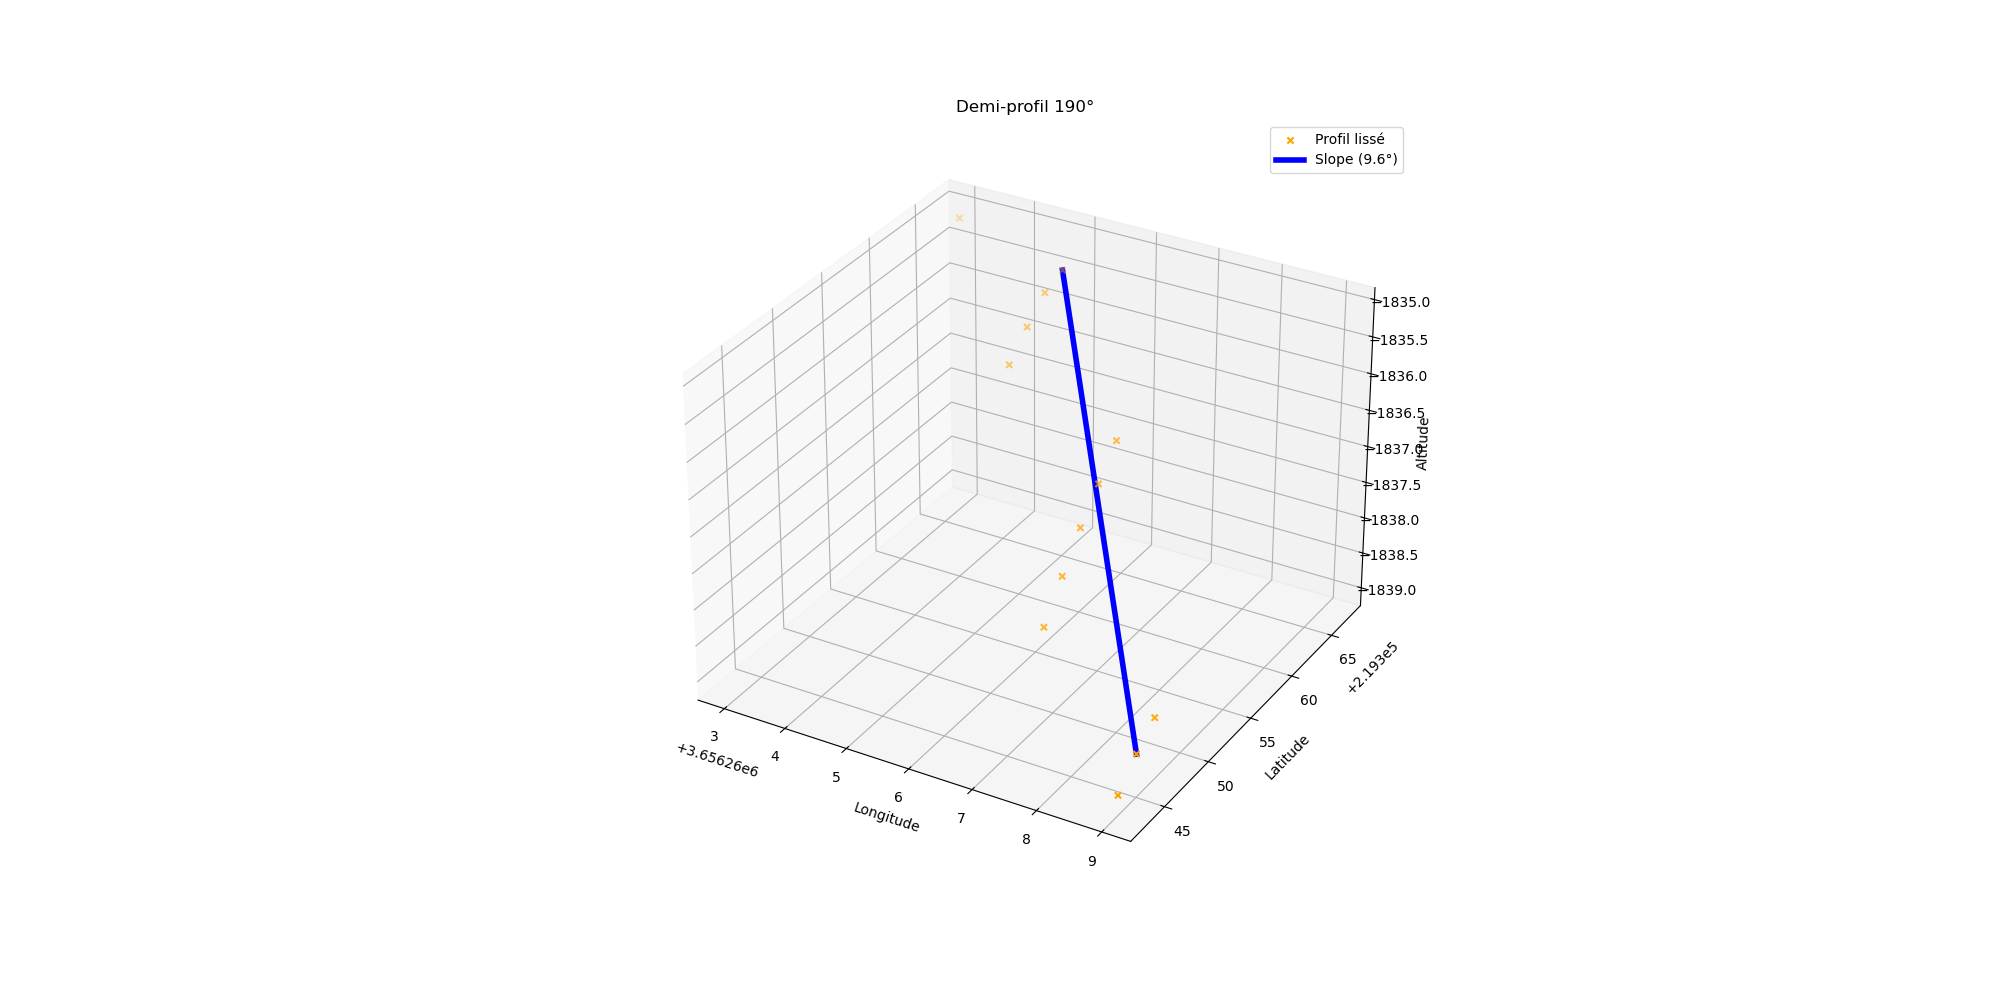 Demi-profil 190°
Profil lissé
Slope (9.6°)
−1835.0
−1835.5
−1836.0
−1836.5
−1837.0
−1837.5
−1838.0
−1838.5
−1839.0
Altitude
65
60
55
50
45
+2.193e5
Latitude
3
4
5
6
7
8
9
+3.65626e6
Longitude